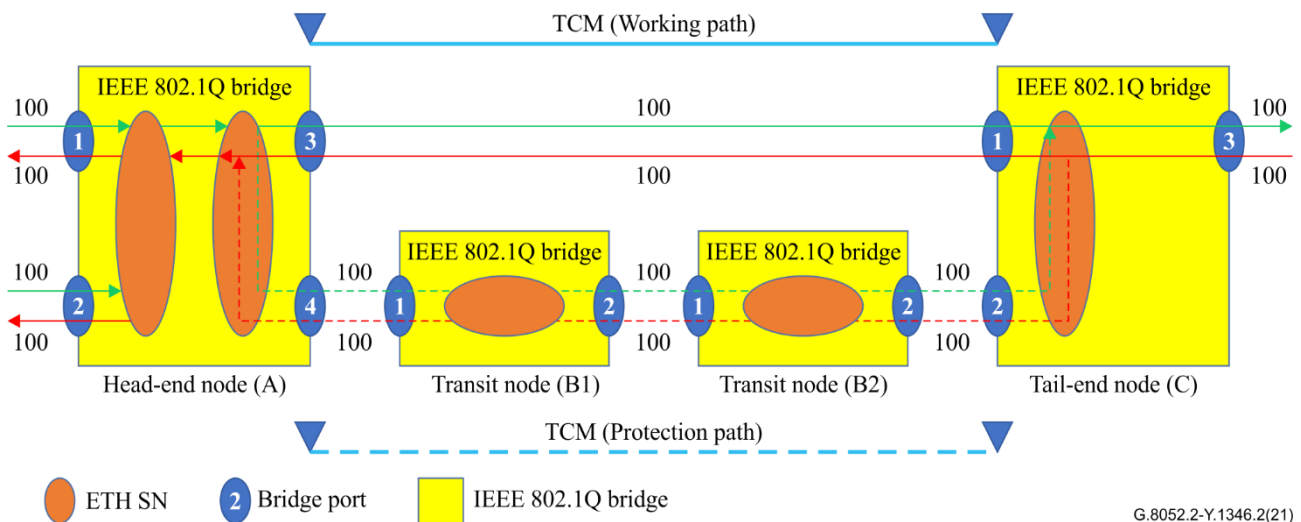 TCM (Working path)
IEEE 802.1Q bridge
IEEE 802.1Q bridge
100
100
100
1
3
1
3
100
100
100
IEEE 802.1Q bridge
IEEE 802.1Q bridge
100
100
100
100
2
4
1
2
1
2
2
100
100
100
100
Head-end node (A)
Transit node (B1)
Transit node (B2)
Tail-end node (C)
TCM (Protection path)
ETH SN
2
Bridge port
IEEE 802.1Q bridge
G.8052.2-Y.1346.2(21)